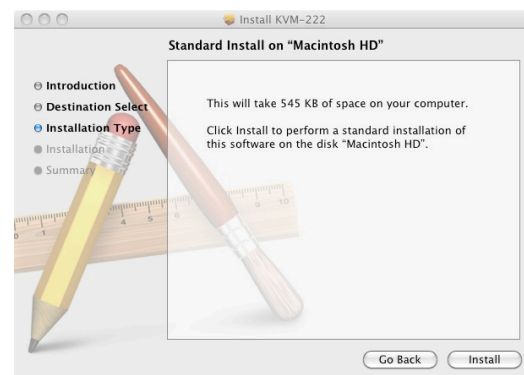 Install KVM-222
Standard Install on “Macintosh HD”
Introduction
Destination Select
Installation Type
Installation
Summary
This will take 545 KB of space on your computer.
Click Install to perform a standard installation of
this software on the disk “Macintosh HD”.
Go Back
Install